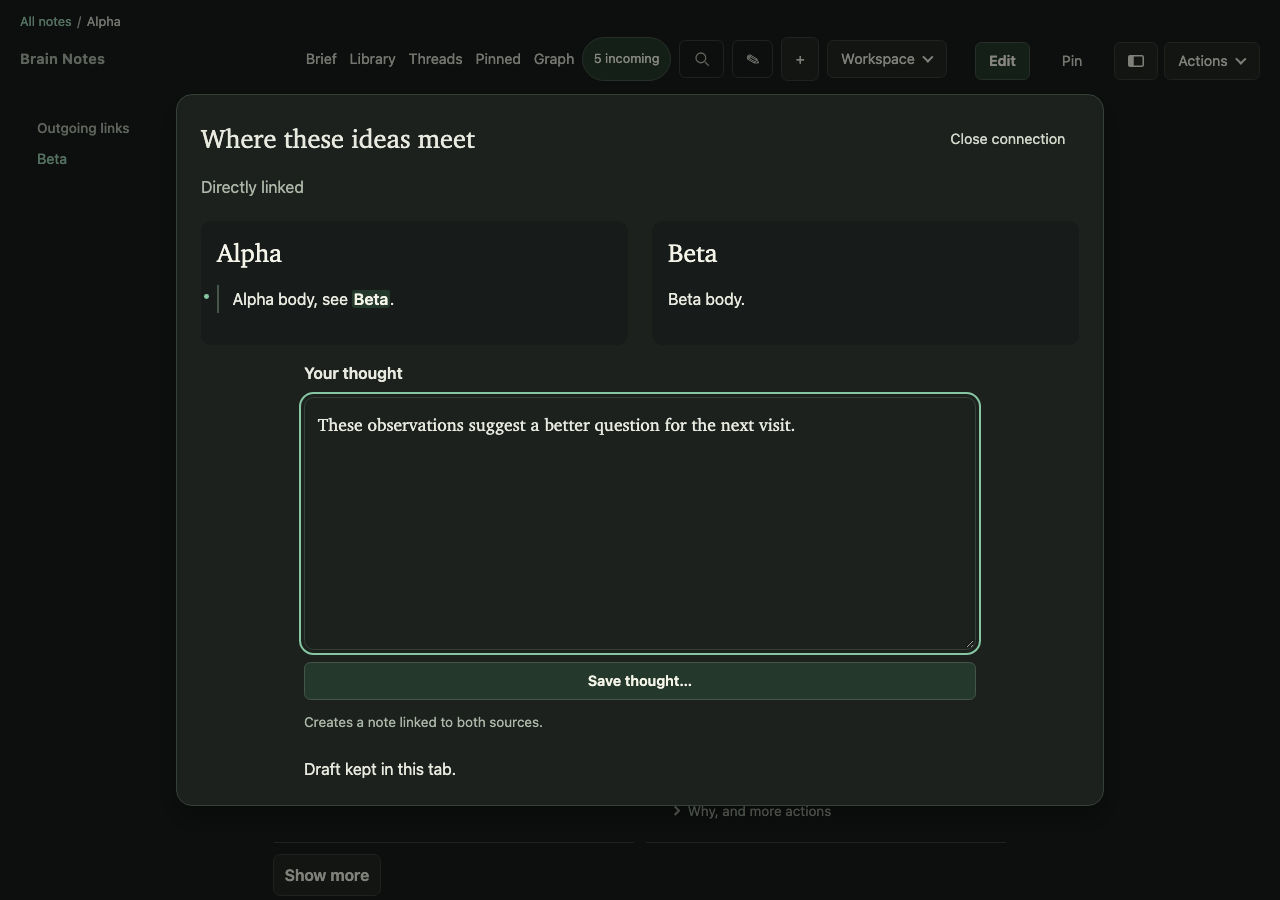 All notes / Alpha
Brain Notes
Brief Library Threads Pinned Graph 5 incoming + Workspace Edit Pin Actions
Outgoing links
Beta
Where these ideas meet
Close connection
Directly linked
Alpha
Alpha body, see Beta.
Beta
Beta body.
Your thought
These observations suggest a better question for the next visit.
Save thought...
Creates a note linked to both sources.
Draft kept in this tab.
Why, and more actions
Show more